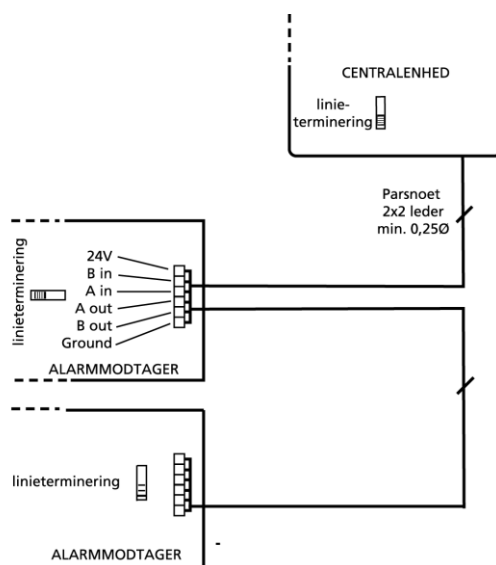 CENTRALENHED
linie-
terminering
Parsnoet
2x2 leder
min. 0,25Ø
linieterminering
24V
B in
A in
A out
B out
Ground
ALARMMODTAGER
linieterminering
ALARMMODTAGER